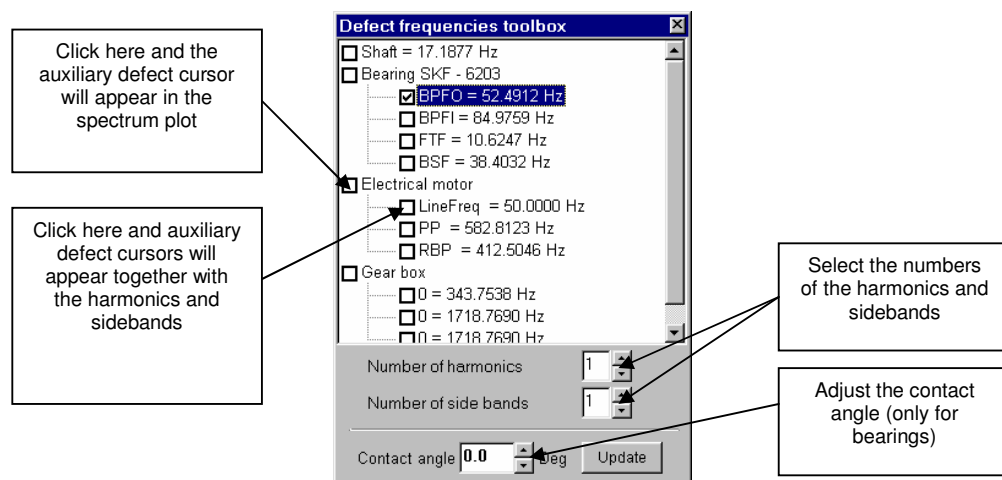 Defect frequencies toolbox
Click here and the
auxiliary defect cursor
will appear in the
spectrum plot
Click here and auxiliary
defect cursors will
appear together with
the harmonics and
sidebands
Shaft = 17.1877 Hz
Bearing SKF - 6203
BPFO = 52.4912 Hz
BPFI = 84.9759 Hz
FTF = 10.6247 Hz
BSF = 38.4032 Hz
Electrical motor
LineFreq = 50.0000 Hz
PP = 582.8123 Hz
RBP = 412.5046 Hz
Gear box
0 = 343.7538 Hz
0 = 1718.7690 Hz
0 = 1718.7690 Hz
Number of harmonics 1
Number of side bands 1
Contact angle 0.0 Deg Update
Select the numbers
of the harmonics and
sidebands
Adjust the contact
angle (only for
bearings)